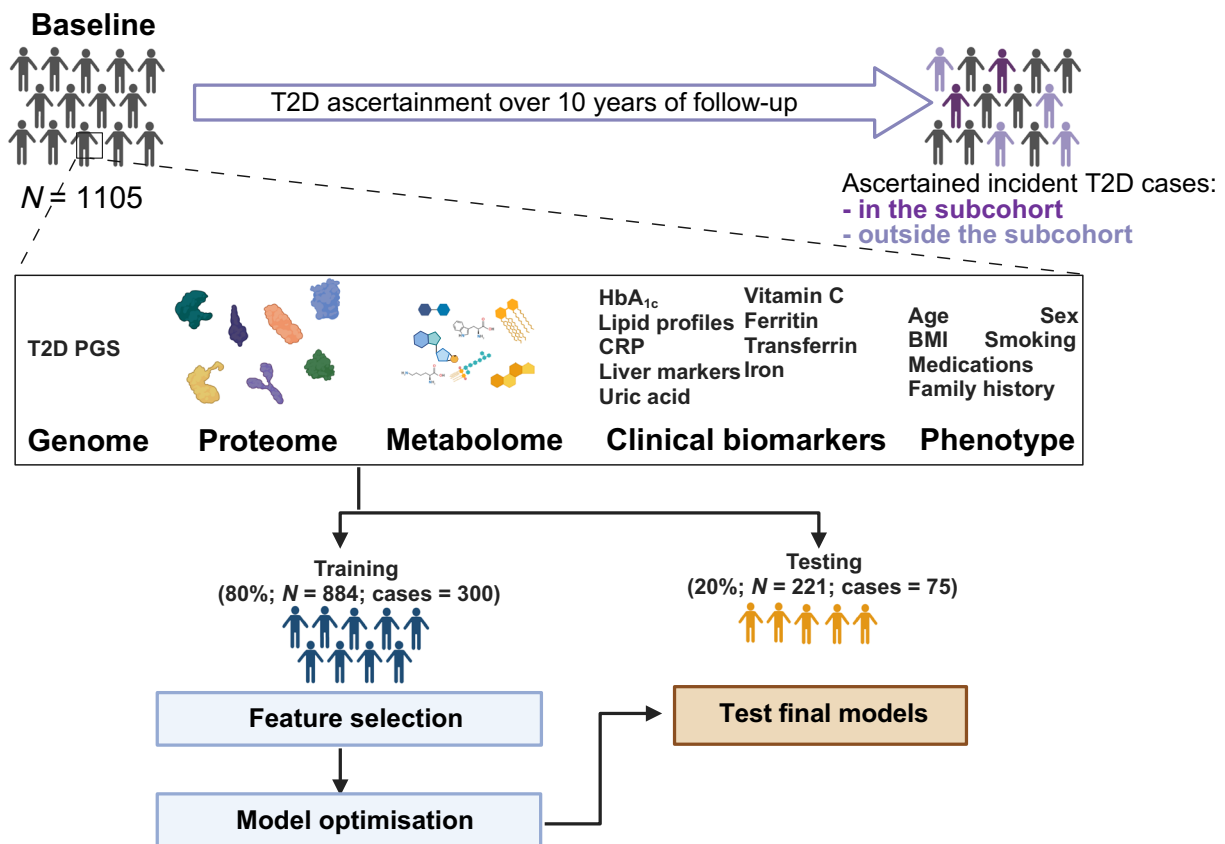 Baseline
T2D ascertainment over 10 years of follow-up
N = 1105
Ascertained incident T2D cases:
- in the subcohort
- outside the subcohort
T2D PGS
Genome
Proteome
Metabolome
HbA1c
Lipid profiles
CRP
Liver markers
Uric acid
Vitamin C
Ferritin
Transferrin
Iron
Clinical biomarkers
Age Sex
BMI Smoking
Medications
Family history
Phenotype
Training
(80%; N = 884; cases = 300)
Testing
(20%; N = 221; cases = 75)
Feature selection
Model optimisation
Test final models